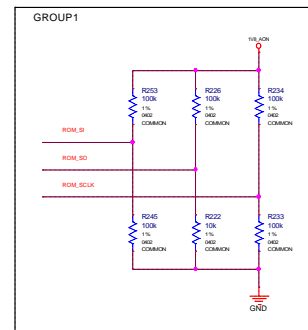 GROUP1
1V8_AON
R253
100k
1%
0402
COMMON
R226
100k
1%
0402
COMMON
R234
100k
1%
0402
COMMON
ROM_SI
ROM_SO
ROM_SCLK
R245
100k
1%
0402
COMMON
R222
10k
1%
0402
COMMON
R233
100k
1%
0402
COMMON
GND